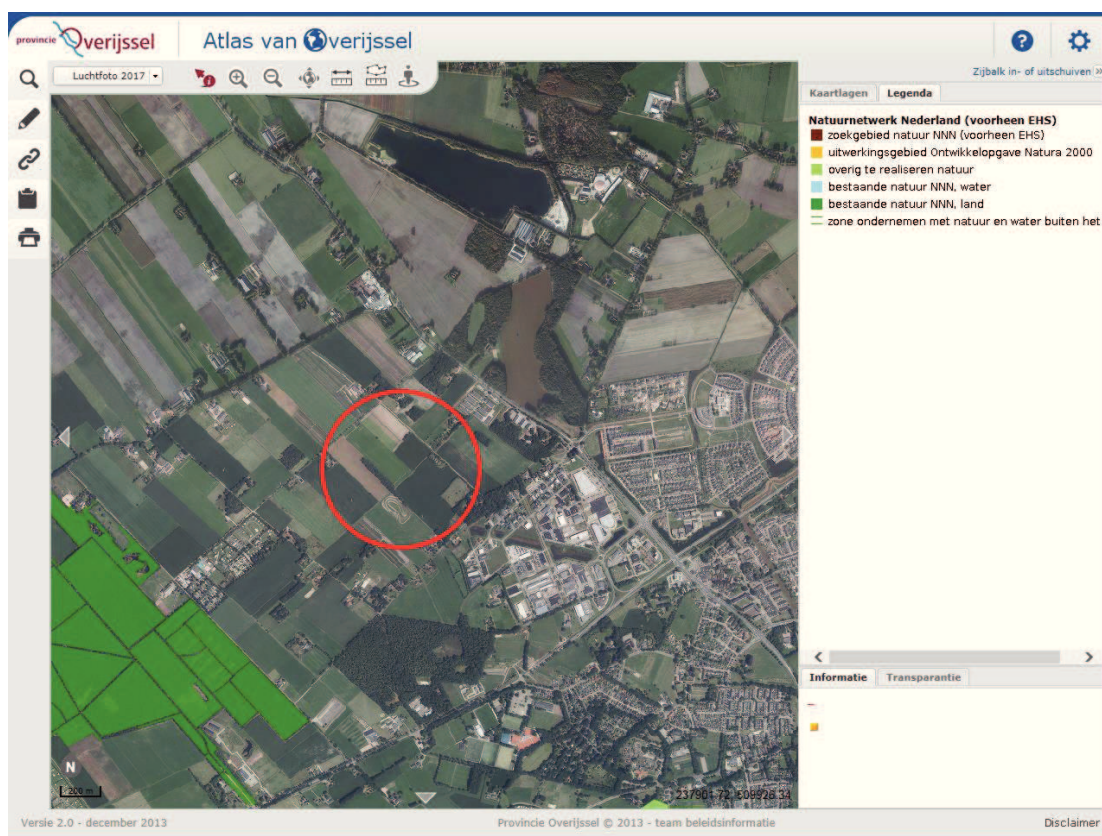 provincie Overijssel
Atlas van Overijssel
Zijbalk in- of uitschuiven
Luchtfoto 2017
Kaartlagen
Legenda
Natuurnetwerk Nederland (voorheen EHS)
zoekgebied natuur NNN (voorheen EHS)
uitwerkingsgebied Ontwikkelopgave Natura 2000
overig te realiseren natuur
bestaande natuur NNN, water
bestaande natuur NNN, land
zone ondernemen met natuur en water buiten het
Informatie
Transparantie
N
200 m
Versie 2.0 - december 2013
Provincie Overijssel © 2013 - team beleidsinformatie
Disclaimer